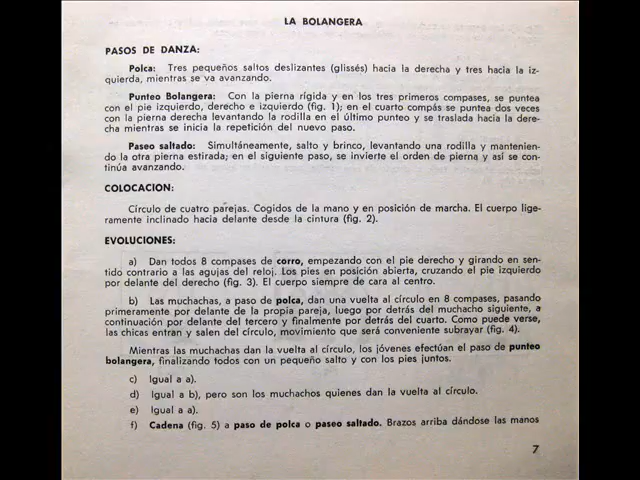 LA BOLANGERA
PASOS DE DANZA:
Polca: Tres pequeños saltos deslizantes (glissés) hacia la derecha y tres hacia la iz-
quierda, mientras se va avanzando.
Punteo Bolangera: Con la pierna rígida y en los tres primeros compases, se puntea
con el pie izquierdo, derecho e izquierdo (fig. 1); en el cuarto compás se puntea dos veces
con la pierna derecha levantando la rodilla en el último punteo y se traslada hacia la dere-
cha mientras se inicia la repetición del nuevo paso.
Paseo saltado: Simultáneamente, salto y brinco, levantando una rodilla y mantenien-
do la otra pierna estirada; en el siguiente paso, se invierte el orden de pierna y así se con-
tinúa avanzando.
COLOCACION:
Círculo de cuatro parejas. Cogidos de la mano y en posición de marcha. El cuerpo lige-
ramente inclinado hacia delante desde la cintura (fig. 2).
EVOLUCIONES:
a) Dan todos 8 compases de corro, empezando con el pie derecho y girando en sen-
tido contrario a las agujas del reloj. Los pies en posición abierta, cruzando el pie izquierdo
por delante del derecho (fig. 3). El cuerpo siempre de cara al centro.
b) Las muchachas, a paso de polca, dan una vuelta al círculo en 8 compases, pasando
primeramente por delante de la propia pareja, luego por detrás del muchacho siguiente, a
continuación por delante del tercero y finalmente por detrás del cuarto. Como puede verse,
las chicas entran y salen del círculo, movimiento que será conveniente subrayar (fig. 4).
Mientras las muchachas dan la vuelta al círculo, los jóvenes efectúan el paso de punteo
bolangera, finalizando todos con un pequeño salto y con los pies juntos.
c) Igual a a).
d) Igual a b), pero son los muchachos quienes dan la vuelta al círculo.
e) Igual a a).
f) Cadena (fig. 5) a paso de polca o paseo saltado. Brazos arriba dándose las manos
7